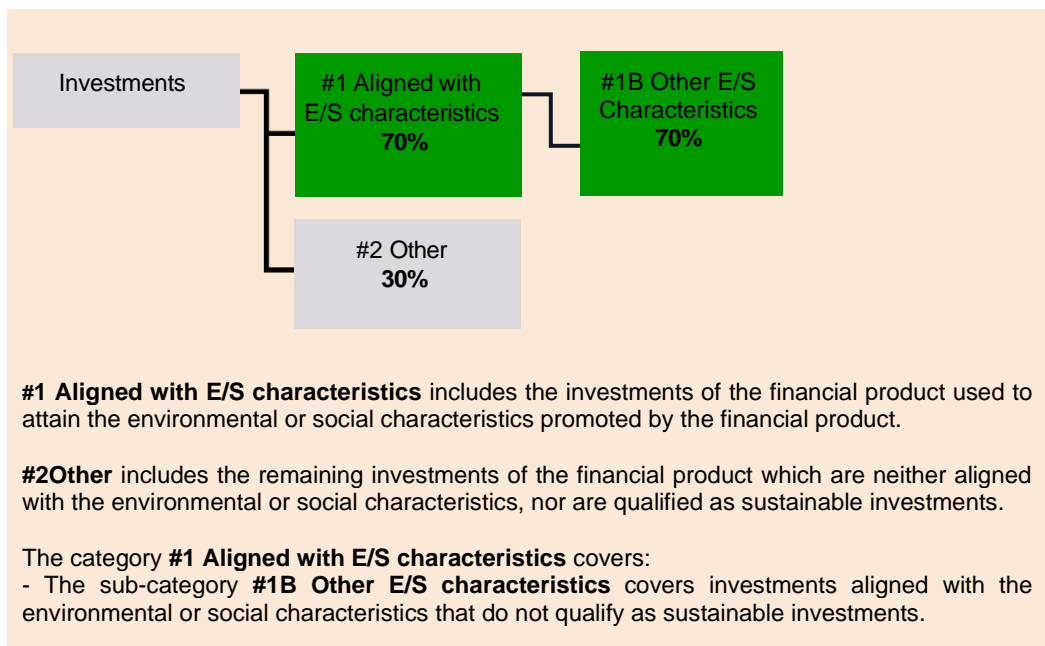 Investments
#1 Aligned with
E/S characteristics
70%
#1B Other E/S
Characteristics
70%
#2 Other
30%
#1 Aligned with E/S characteristics includes the investments of the financial product used to
attain the environmental or social characteristics promoted by the financial product.
#2Other includes the remaining investments of the financial product which are neither aligned
with the environmental or social characteristics, nor are qualified as sustainable investments.
The category #1 Aligned with E/S characteristics covers:
- The sub-category #1B Other E/S characteristics covers investments aligned with the
environmental or social characteristics that do not qualify as sustainable investments.